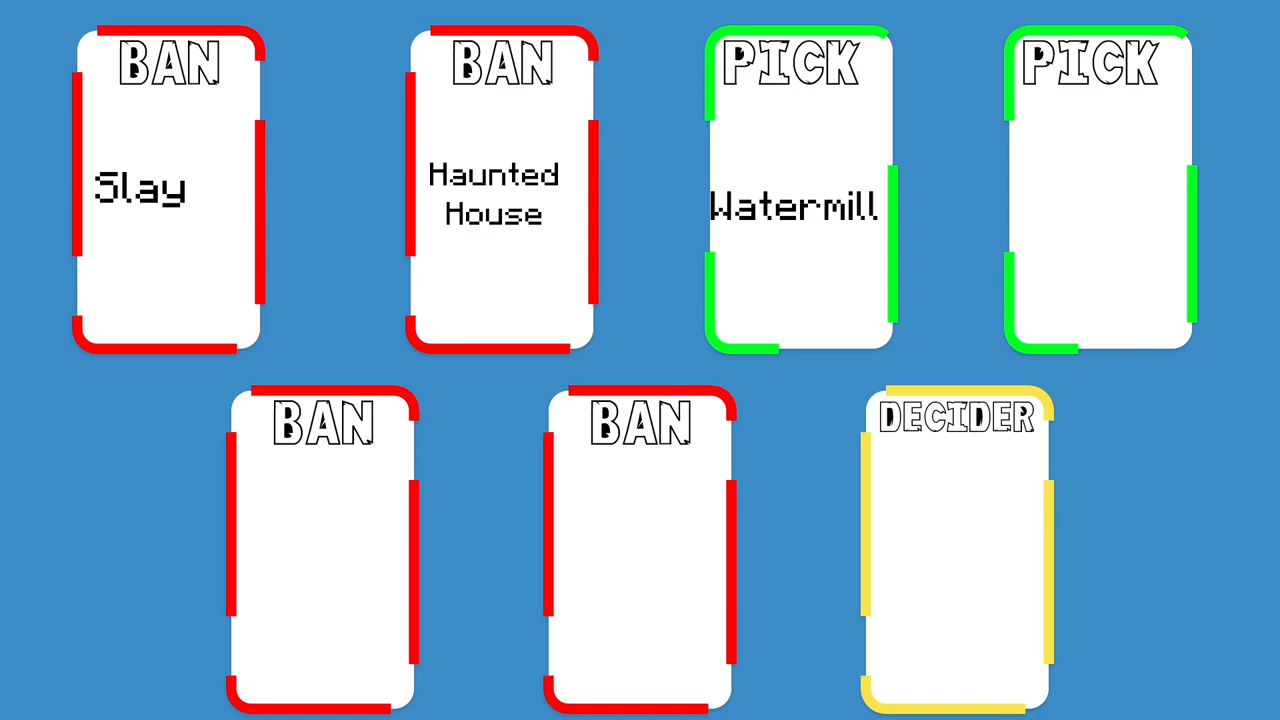 BAN
BAN
PICK
PICK
Slay
Haunted
House
Watermill
BAN
BAN
DECIDER